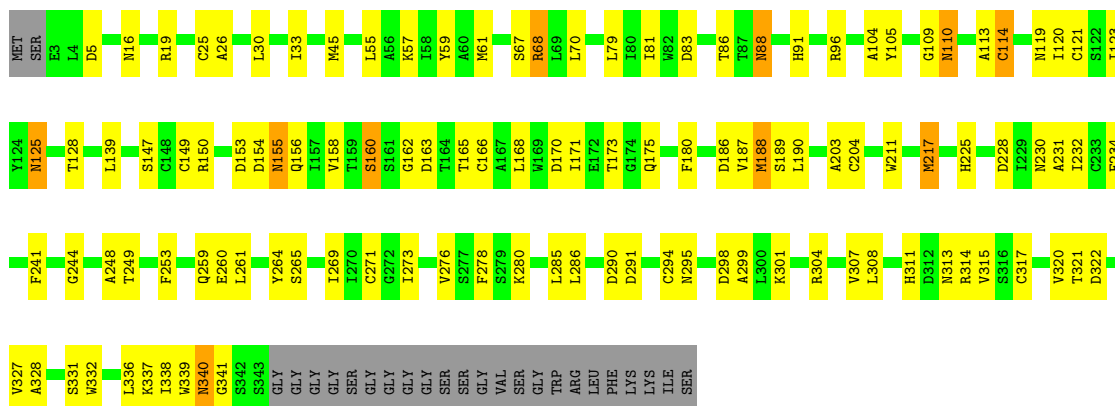 MET SER E3 L4 D5 N16 R19 C25 A26 L30 I33 M45 L55 A56 K57 I58 Y59 A60 M61 S67 R68 L69 L70 L79 I80 I81 W82 D83 T86 T87 N88 H91 R96 A104 Y105 G109 N110 A113 C114 N119 I120 C121 S122 I123
Y124 N125 T128 L139 S147 C148 C149 R150 D153 D154 N155 Q156 I157 V158 T159 S160 S161 G162 D163 T164 T165 C166 A167 L168 W169 D170 I171 E172 T173 G174 Q175 F180 D186 V187 M188 S189 L190 A203 C204 W211 M217 H225 D228 I229 N230 A231 I232 C233 F234
F241 G244 A248 T249 F253 Q259 E260 L261 Y264 S265 I269 I270 C271 G272 I273 V276 S277 F278 S279 K280 L285 L286 D290 D291 C294 N295 D298 A299 L300 K301 R304 V307 L308 H311 D312 N313 R314 V315 S316 C317 V320 T321 D322
V327 A328 S331 W332 L336 K337 I338 W339 N340 G341 S342 S343 GLY GLY GLY GLY SER GLY GLY GLY GLY SER SER GLY VAL SER GLY TRP ARG LEU PHE LYS LYS ILE SER